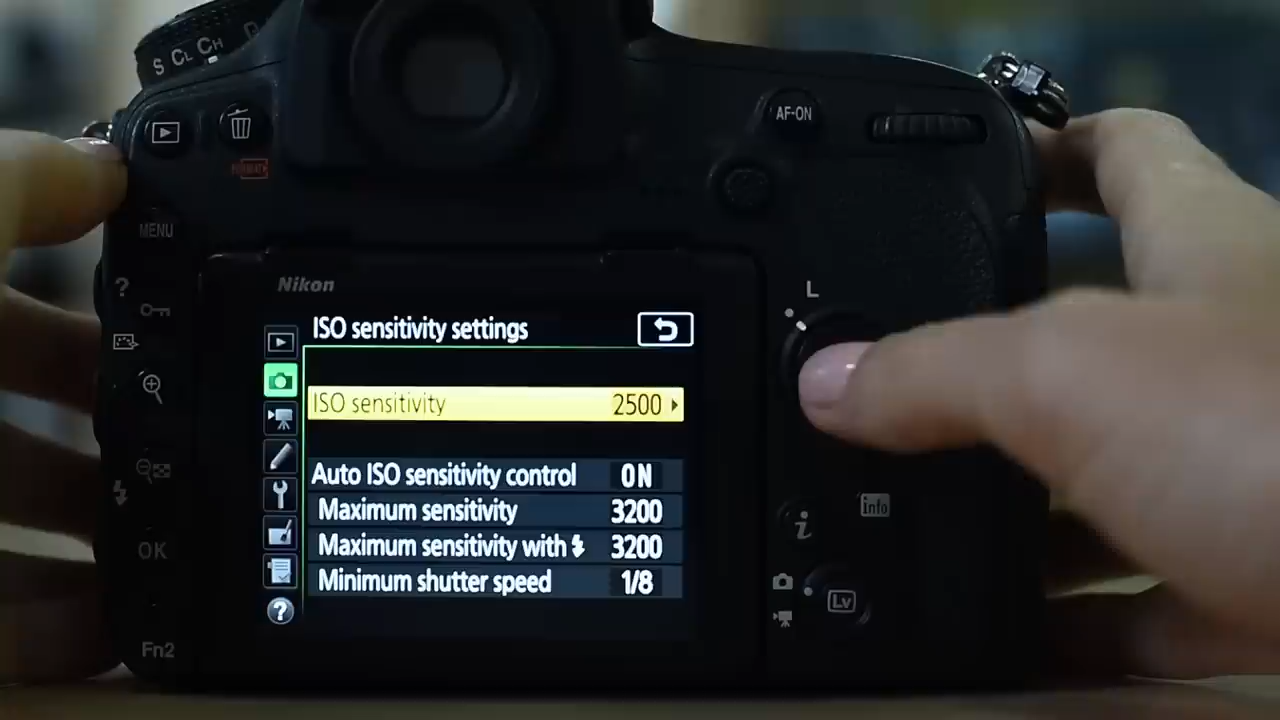 S CL CH
AF-ON
FORMAT
MENU
?
L
Nikon
ISO sensitivity settings
ISO sensitivity 2500
Auto ISO sensitivity control ON
Maximum sensitivity 3200
Maximum sensitivity with 3200
Minimum shutter speed 1/8
?
info
i
OK
Lv
Fn2